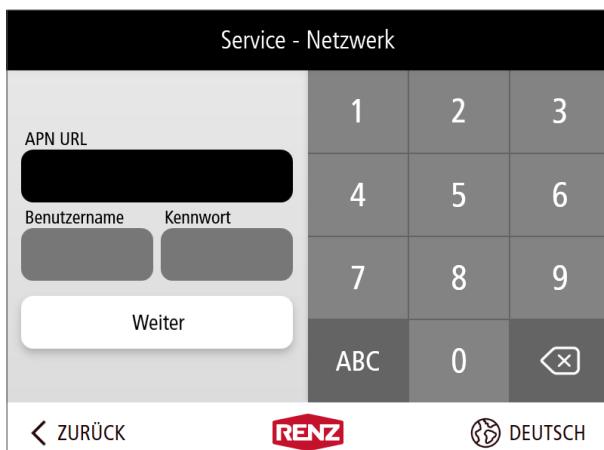 Service - Netzwerk
APN URL
Benutzername Kennwort
Weiter
1 2 3
4 5 6
7 8 9
ABC 0
ZURÜCK RENZ DEUTSCH